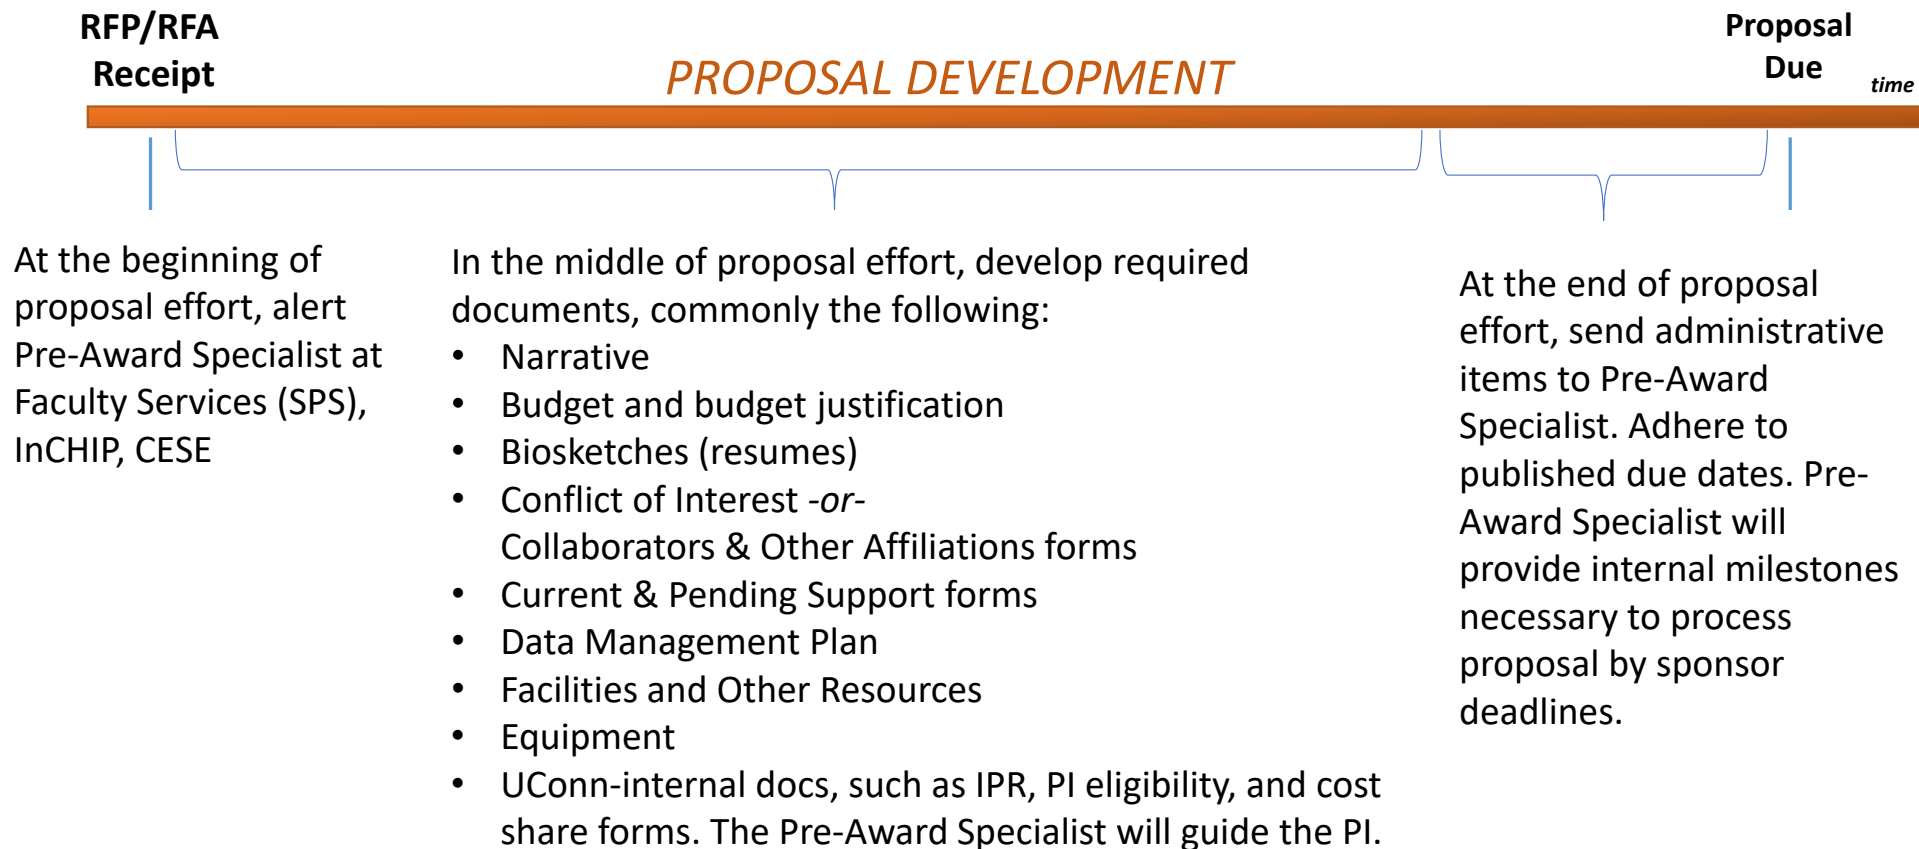 RFP/RFA
Receipt
PROPOSAL DEVELOPMENT
Proposal
Due
time
At the beginning of
proposal effort, alert
Pre-Award Specialist at
Faculty Services (SPS),
InCHIP, CESE
In the middle of proposal effort, develop required
documents, commonly the following:
• Narrative
• Budget and budget justification
• Biosketches (resumes)
• Conflict of Interest -or-
Collaborators & Other Affiliations forms
• Current & Pending Support forms
• Data Management Plan
• Facilities and Other Resources
• Equipment
• UConn-internal docs, such as IPR, PI eligibility, and cost
share forms. The Pre-Award Specialist will guide the PI.
At the end of proposal
effort, send administrative
items to Pre-Award
Specialist. Adhere to
published due dates. Pre-
Award Specialist will
provide internal milestones
necessary to process
proposal by sponsor
deadlines.